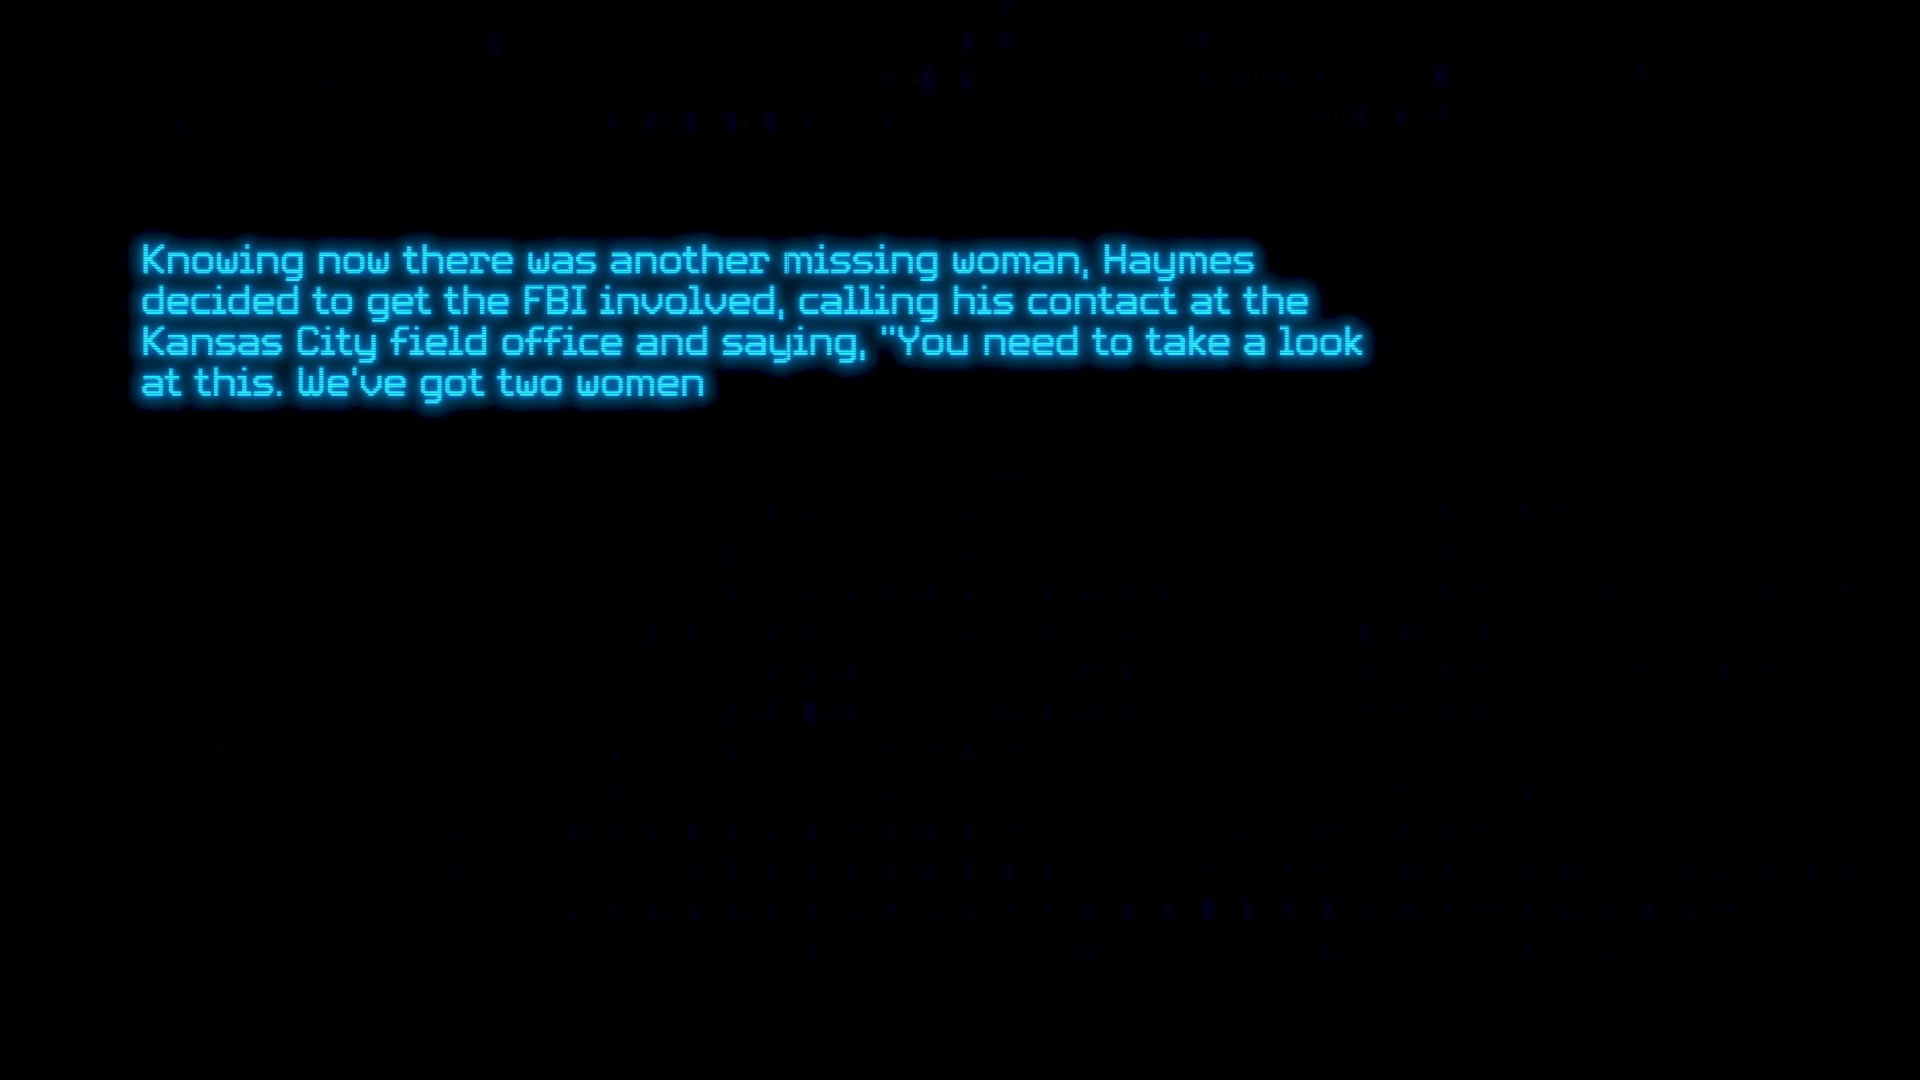 Knowing now there was another missing woman, Haymes
decided to get the FBI involved, calling his contact at the
Kansas City field office and saying, "You need to take a look
at this. We've got two women